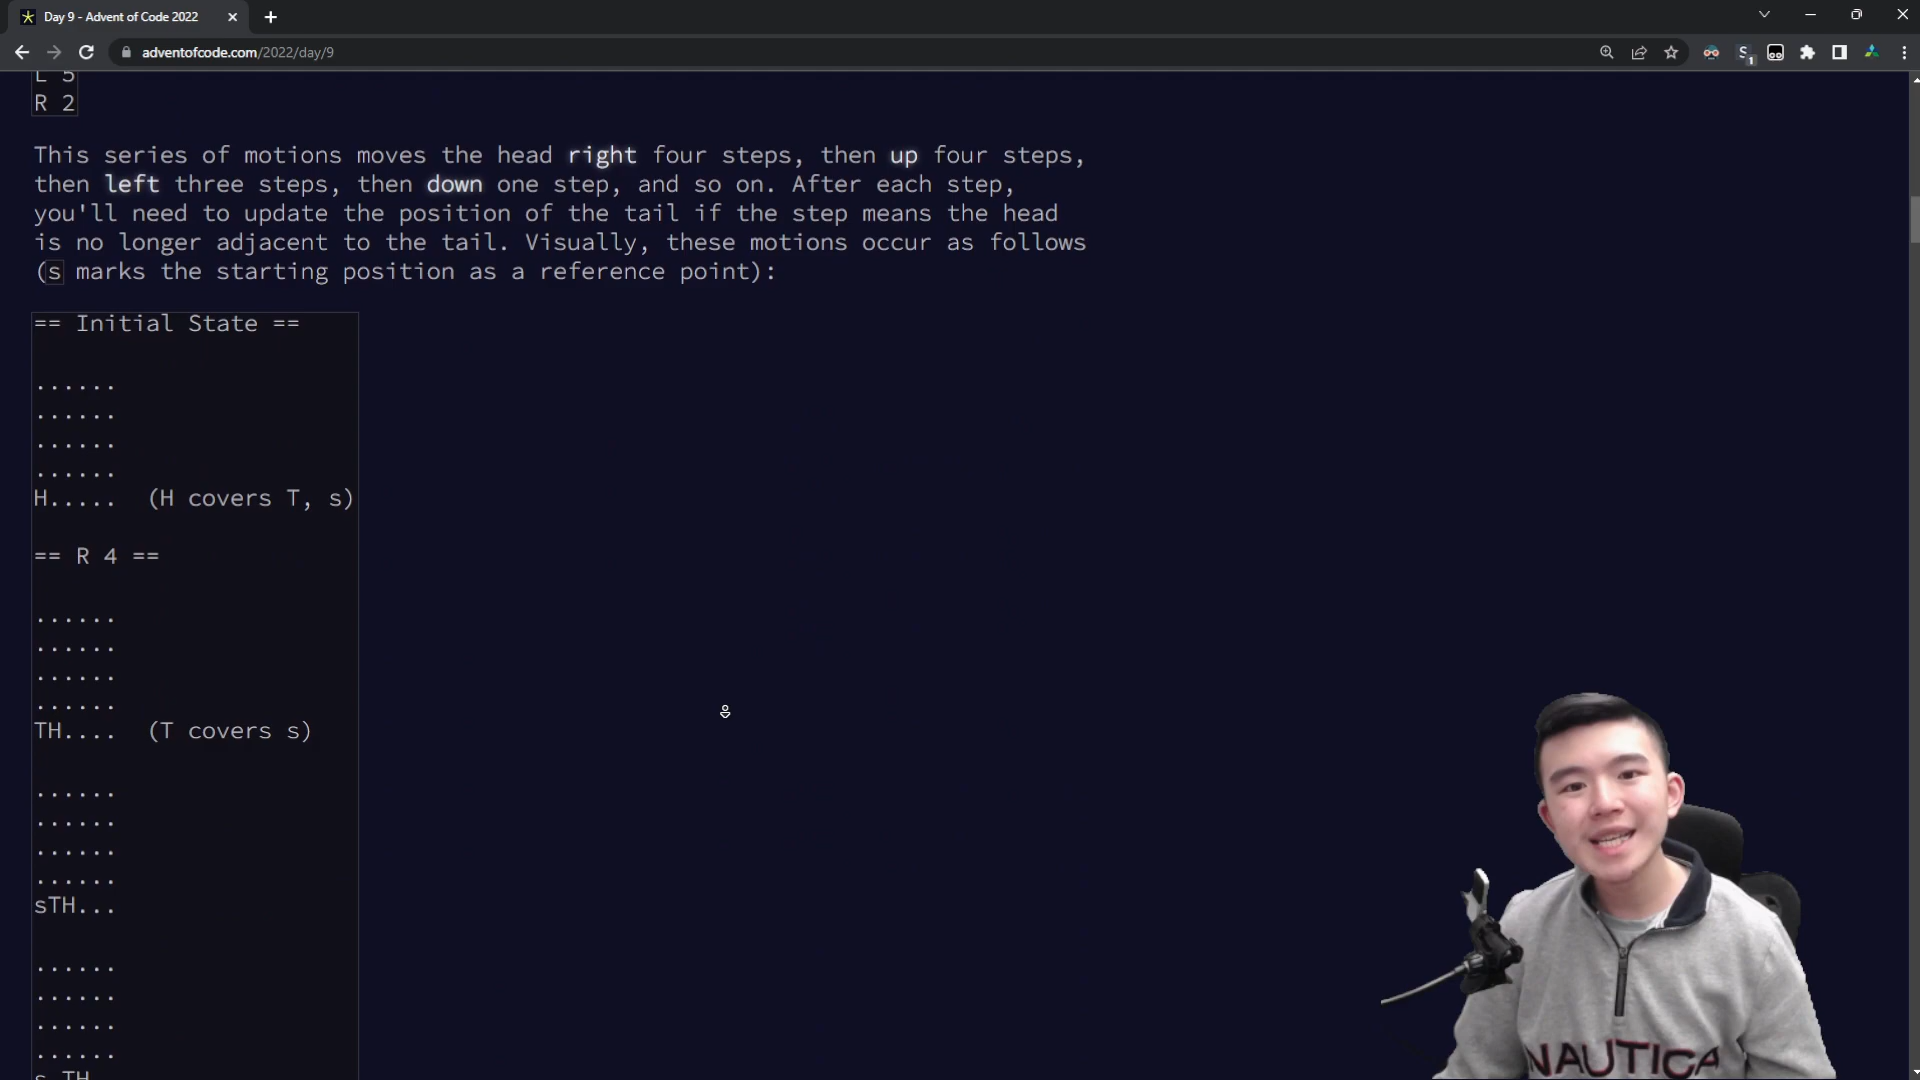 Day 9 - Advent of Code 2022
adventofcode.com/2022/day/9
L 5
R 2
This series of motions moves the head right four steps, then up four steps,
then left three steps, then down one step, and so on. After each step,
you'll need to update the position of the tail if the step means the head
is no longer adjacent to the tail. Visually, these motions occur as follows
(s marks the starting position as a reference point):
== Initial State ==
......
......
......
......
H.....  (H covers T, s)
== R 4 ==
......
......
......
......
TH....  (T covers s)
......
......
......
......
sTH...
......
......
......
......
s.TH..
NAUTICA